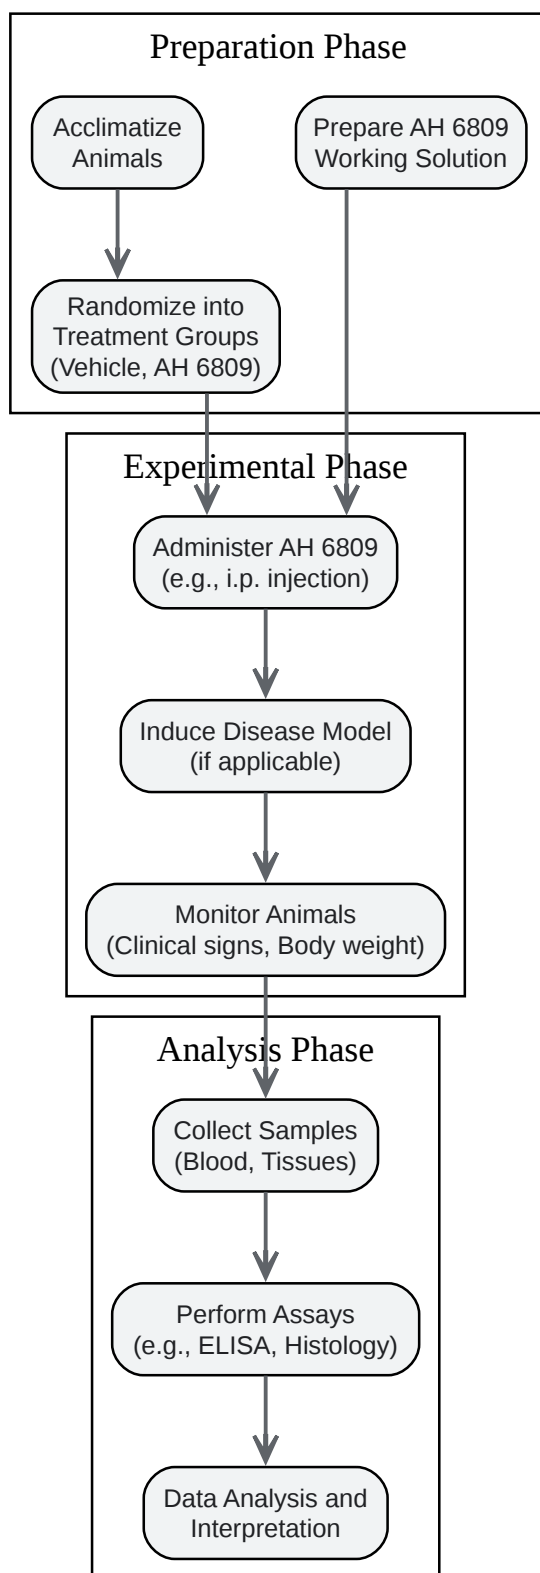 Preparation Phase
Acclimatize
Animals
Prepare AH 6809
Working Solution
Randomize into
Treatment Groups
(Vehicle, AH 6809)
Experimental Phase
Administer AH 6809
(e.g., i.p. injection)
Induce Disease Model
(if applicable)
Monitor Animals
(Clinical signs, Body weight)
Analysis Phase
Collect Samples
(Blood, Tissues)
Perform Assays
(e.g., ELISA, Histology)
Data Analysis and
Interpretation